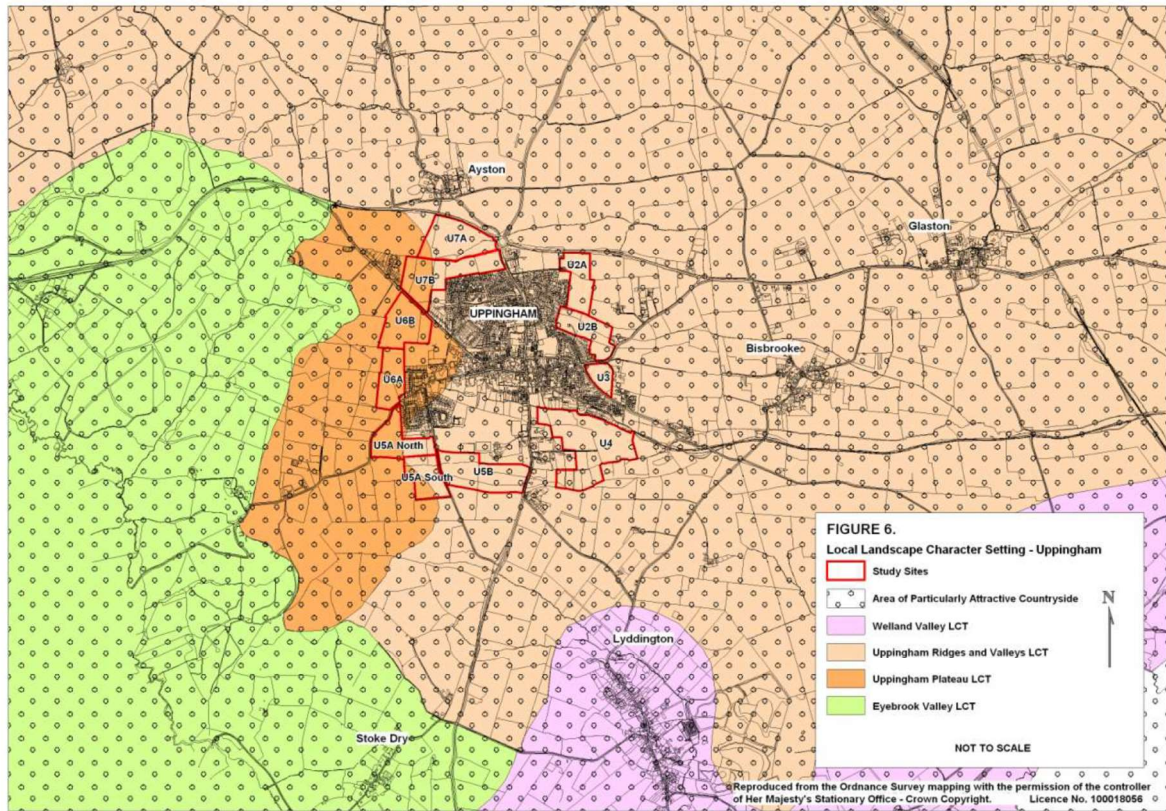 Ayston
Glaston
U7A
U2A
U7B
U6B
UPPINGHAM
U2B
Bisbrooke
U6A
U3
U5A North
U4
U5A South
U5B
FIGURE 6.
Local Landscape Character Setting - Uppingham
Study Sites
Area of Particularly Attractive Countryside
N
Welland Valley LCT
Uppingham Ridges and Valleys LCT
Uppingham Plateau LCT
Eyebrook Valley LCT
NOT TO SCALE
Lyddington
Stoke Dry
Reproduced from the Ordnance Survey mapping with the permission of the controller
of Her Majesty's Stationary Office - Crown Copyright. Licence No. 100018056